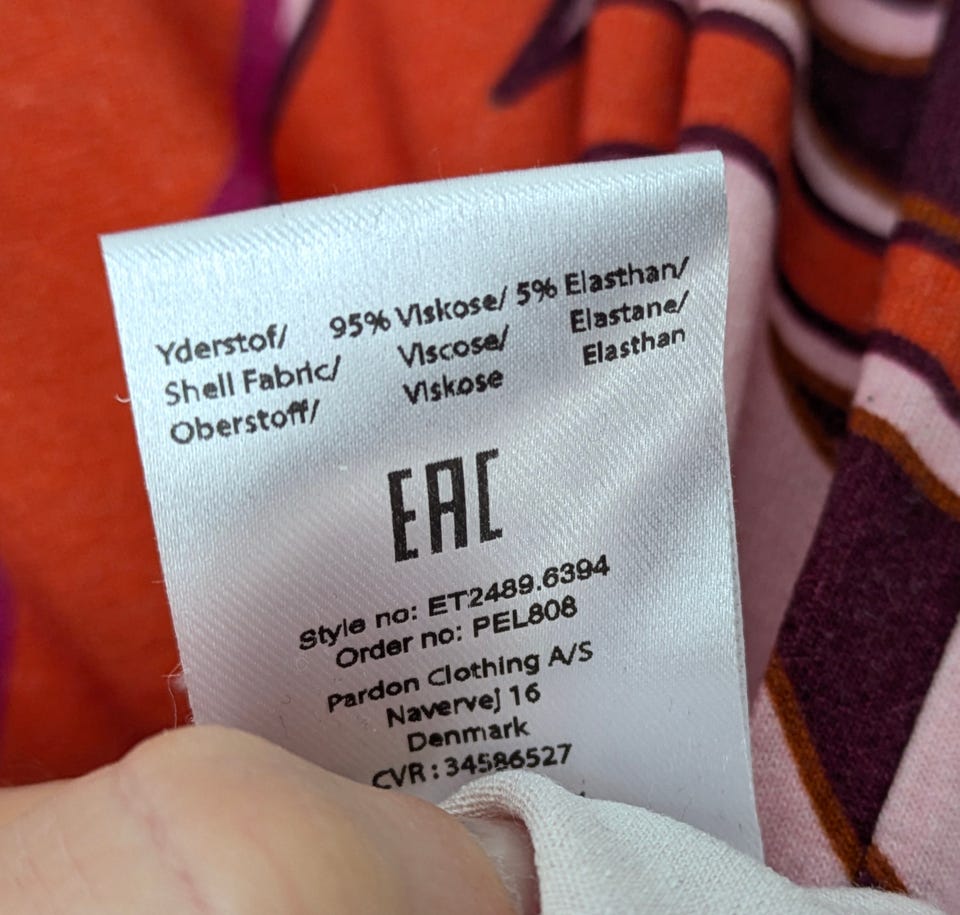 Yderstof/ 95% Viskose/ 5% Elasthan/
Shell Fabric/ Viscose/ Elastane/
Oberstoff/ Viskose Elasthan
EAC
Style no: ET2489.6394
Order no: PEL808
Pardon Clothing A/S
Navervej 16
Denmark
CVR : 34586527